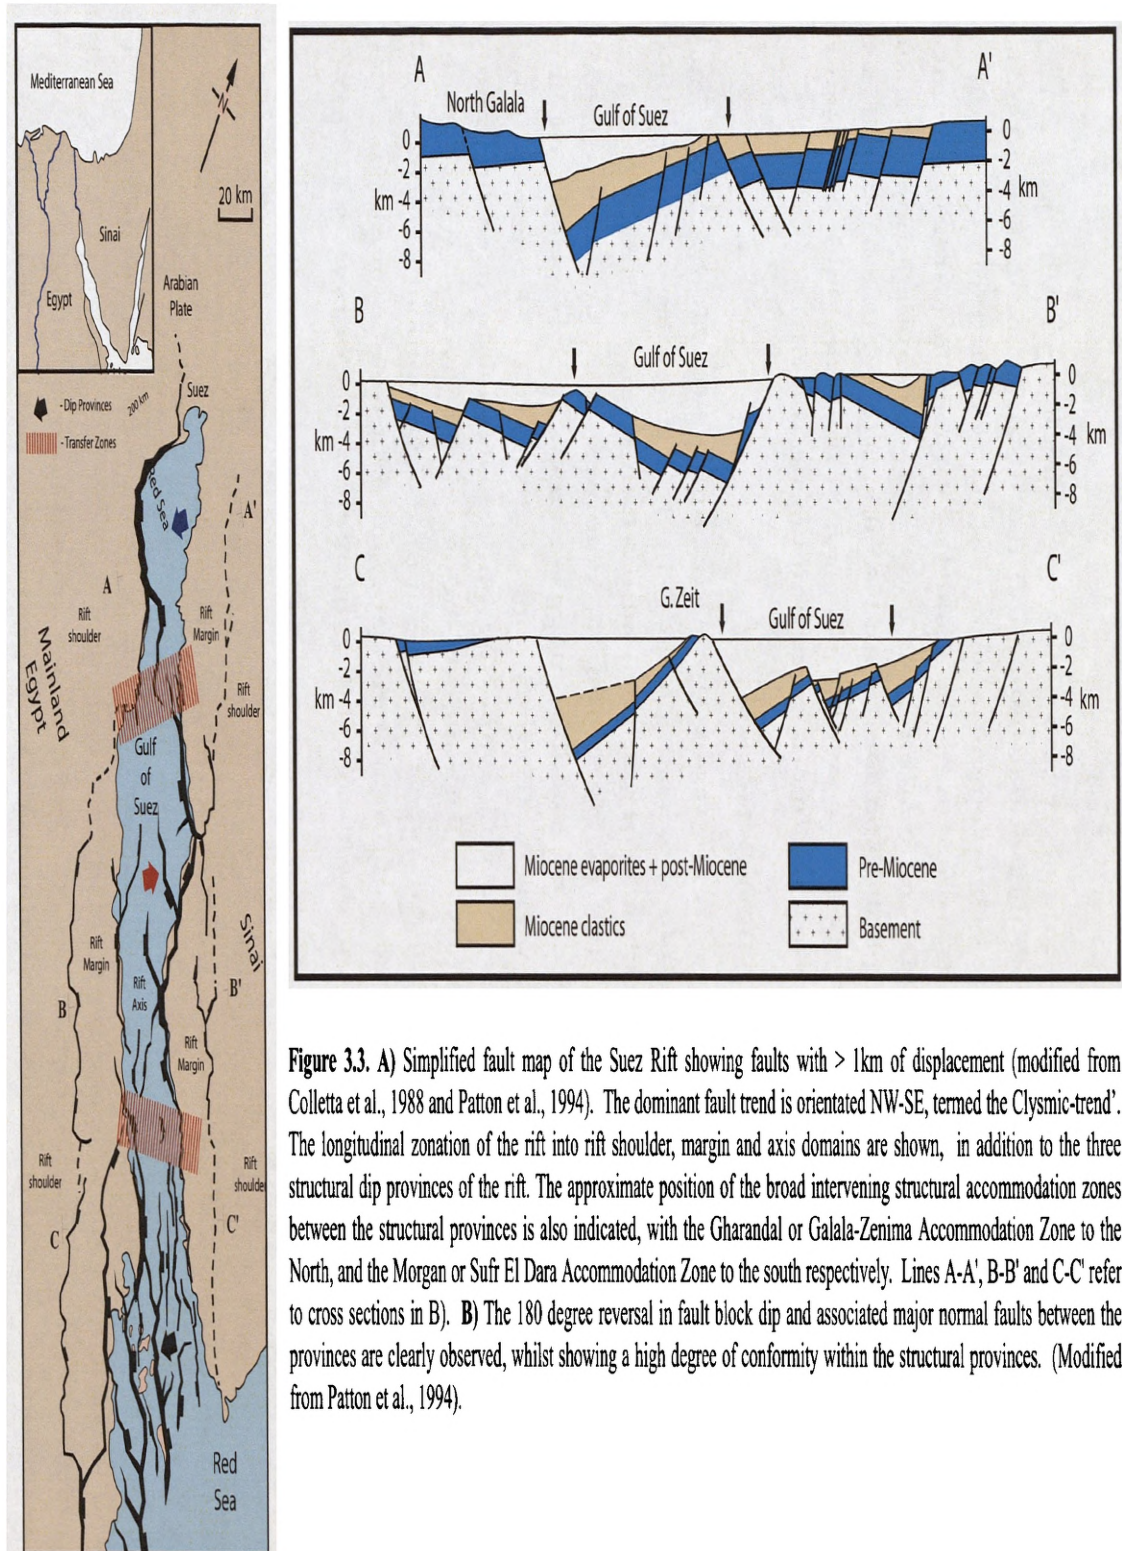 Mediterranean Sea
N
20 km
Sinai
Egypt
Arabian
Plate
Suez
- Dip Provinces
200 km
- Transfer Zones
Red Sea
A'
A
Rift
shoulder
Rift
Margin
Mainland
Egypt
Rift
shoulder
Gulf
of
Suez
Sinai
Rift
Margin
Rift
Axis
B'
B
Rift
Margin
Rift
shoulder
Rift
shoulder
C'
C
Red
Sea
A
A'
North Galala
Gulf of Suez
0
-2
km -4
-6
-8
0
-2
-4 km
-6
-8
B
B'
Gulf of Suez
0
-2
km -4
-6
-8
0
-2
-4 km
-6
-8
C
C'
G. Zeit
Gulf of Suez
0
-2
km -4
-6
-8
0
-2
-4 km
-6
-8
Miocene evaporites + post-Miocene
Pre-Miocene
Miocene clastics
Basement
Figure 3.3. A) Simplified fault map of the Suez Rift showing faults with > 1km of displacement (modified from
Colletta et al., 1988 and Patton et al., 1994). The dominant fault trend is orientated NW-SE, termed the Clysmic-trend’.
The longitudinal zonation of the rift into rift shoulder, margin and axis domains are shown, in addition to the three
structural dip provinces of the rift. The approximate position of the broad intervening structural accommodation zones
between the structural provinces is also indicated, with the Gharandal or Galala-Zenima Accommodation Zone to the
North, and the Morgan or Sufr El Dara Accommodation Zone to the south respectively. Lines A-A', B-B' and C-C' refer
to cross sections in B). B) The 180 degree reversal in fault block dip and associated major normal faults between the
provinces are clearly observed, whilst showing a high degree of conformity within the structural provinces. (Modified
from Patton et al., 1994).